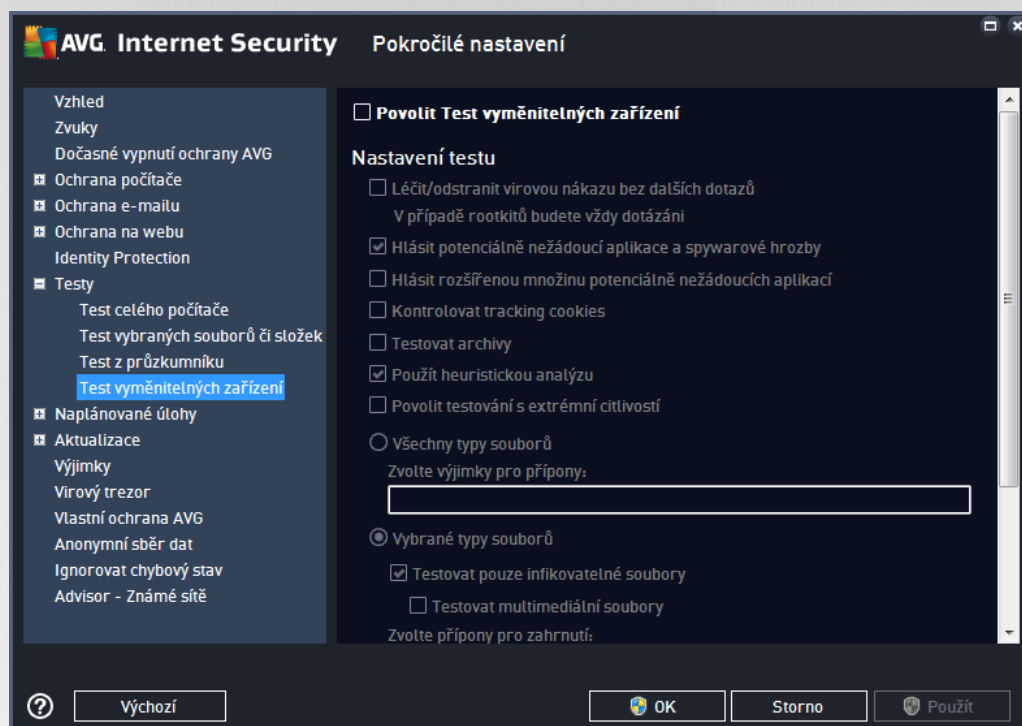 AVG. Internet Security Pokročilé nastavení
Vzhled
Zvuky
Dočasné vypnutí ochrany AVG
Ochrana počítače
Ochrana e-mailu
Ochrana na webu
Identity Protection
Testy
Test celého počítače
Test vybraných souborů či složek
Test z průzkumníku
Test vyměnitelných zařízení
Naplánované úlohy
Aktualizace
Výjimky
Virový trezor
Vlastní ochrana AVG
Anonymní sběr dat
Ignorovat chybový stav
Advisor - Známé sítě
Povolit Test vyměnitelných zařízení
Nastavení testu
Léčit/odstranit virovou nákazu bez dalších dotazů
V případě rootkitů budete vždy dotázáni
Hlásit potenciálně nežádoucí aplikace a spywarové hrozby
Hlásit rozšířenou množinu potenciálně nežádoucích aplikací
Kontrolovat tracking cookies
Testovat archivy
Použít heuristickou analýzu
Povolit testování s extrémní citlivostí
Všechny typy souborů
Zvolte výjimky pro přípony:
Vybrané typy souborů
Testovat pouze infikovatelné soubory
Testovat multimediální soubory
Zvolte přípony pro zahrnutí:
Výchozí
OK
Storno
Použít